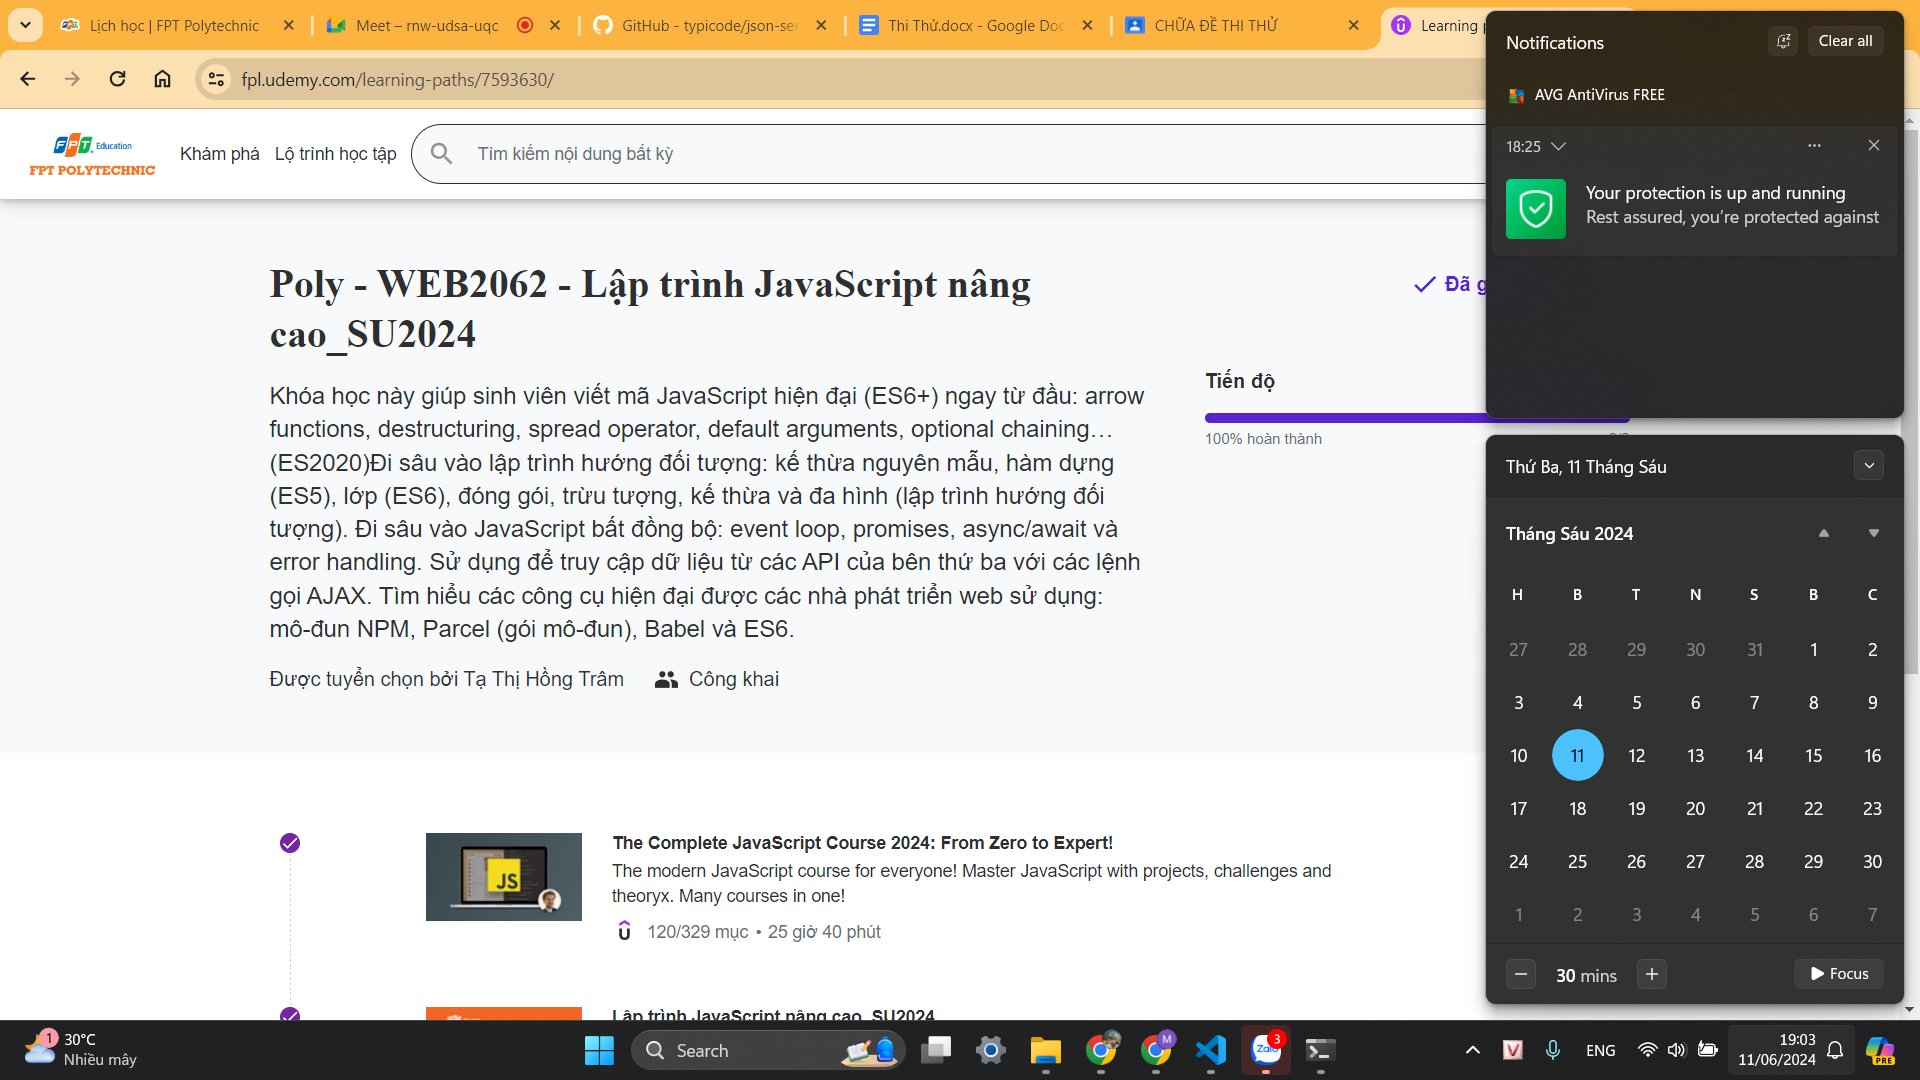 Lịch học | FPT Polytechnic
Meet – rnw-udsa-uqc
GitHub - typicode/json-ser
Thi Thử.docx - Google Doc
CHỮA ĐỀ THI THỬ
Learning
fpl.udemy.com/learning-paths/7593630/
FPT Education
FPT POLYTECHNIC
Khám phá
Lộ trình học tập
Tìm kiếm nội dung bất kỳ
Poly - WEB2062 - Lập trình JavaScript nâng
cao_SU2024
Đã g
Khóa học này giúp sinh viên viết mã JavaScript hiện đại (ES6+) ngay từ đầu: arrow
functions, destructuring, spread operator, default arguments, optional chaining…
(ES2020)Đi sâu vào lập trình hướng đối tượng: kế thừa nguyên mẫu, hàm dựng
(ES5), lớp (ES6), đóng gói, trừu tượng, kế thừa và đa hình (lập trình hướng đối
tượng). Đi sâu vào JavaScript bất đồng bộ: event loop, promises, async/await và
error handling. Sử dụng để truy cập dữ liệu từ các API của bên thứ ba với các lệnh
gọi AJAX. Tìm hiểu các công cụ hiện đại được các nhà phát triển web sử dụng:
mô-đun NPM, Parcel (gói mô-đun), Babel và ES6.
Được tuyển chọn bởi Tạ Thị Hồng Trâm
Công khai
Tiến độ
100% hoàn thành
JS
The Complete JavaScript Course 2024: From Zero to Expert!
The modern JavaScript course for everyone! Master JavaScript with projects, challenges and
theoryx. Many courses in one!
120/329 mục • 25 giờ 40 phút
Lập trình JavaScript nâng cao_SU2024
Notifications
Clear all
AVG AntiVirus FREE
18:25
Your protection is up and running
Rest assured, you’re protected against
Thứ Ba, 11 Tháng Sáu
Tháng Sáu 2024
H B T N S B C
27 28 29 30 31 1 2
3 4 5 6 7 8 9
10 11 12 13 14 15 16
17 18 19 20 21 22 23
24 25 26 27 28 29 30
1 2 3 4 5 6 7
30 mins
Focus
1
30°C
Nhiều mây
Search
M
Zalo
3
V
ENG
19:03
11/06/2024
PRE